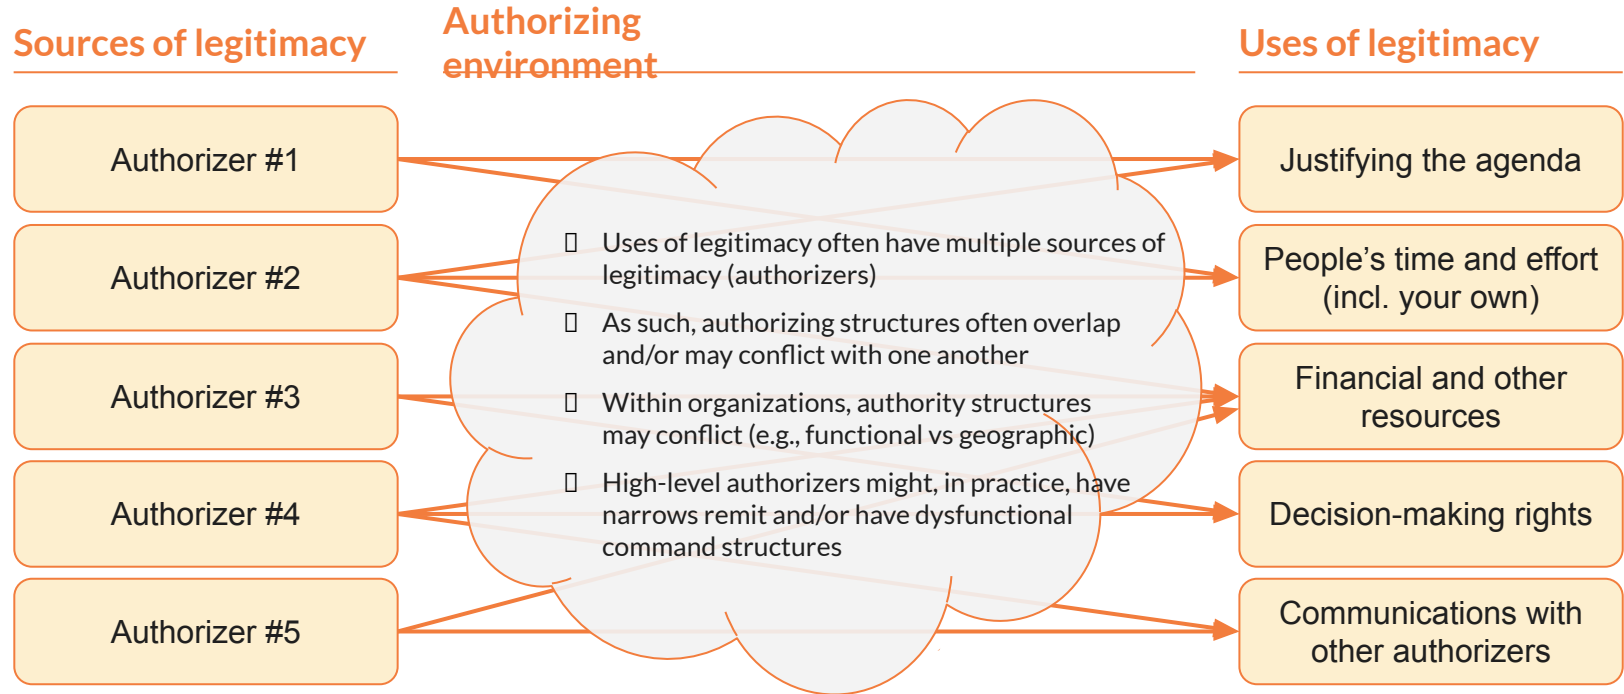 Sources of legitimacy
Authorizing
environment
Uses of legitimacy
Authorizer #1
Authorizer #2
Authorizer #3
Authorizer #4
Authorizer #5
Uses of legitimacy often have multiple sources of
legitimacy (authorizers)
As such, authorizing structures often overlap
and/or may conflict with one another
Within organizations, authority structures
may conflict (e.g., functional vs geographic)
High-level authorizers might, in practice, have
narrows remit and/or have dysfunctional
command structures
Justifying the agenda
People’s time and effort
(incl. your own)
Financial and other
resources
Decision-making rights
Communications with
other authorizers